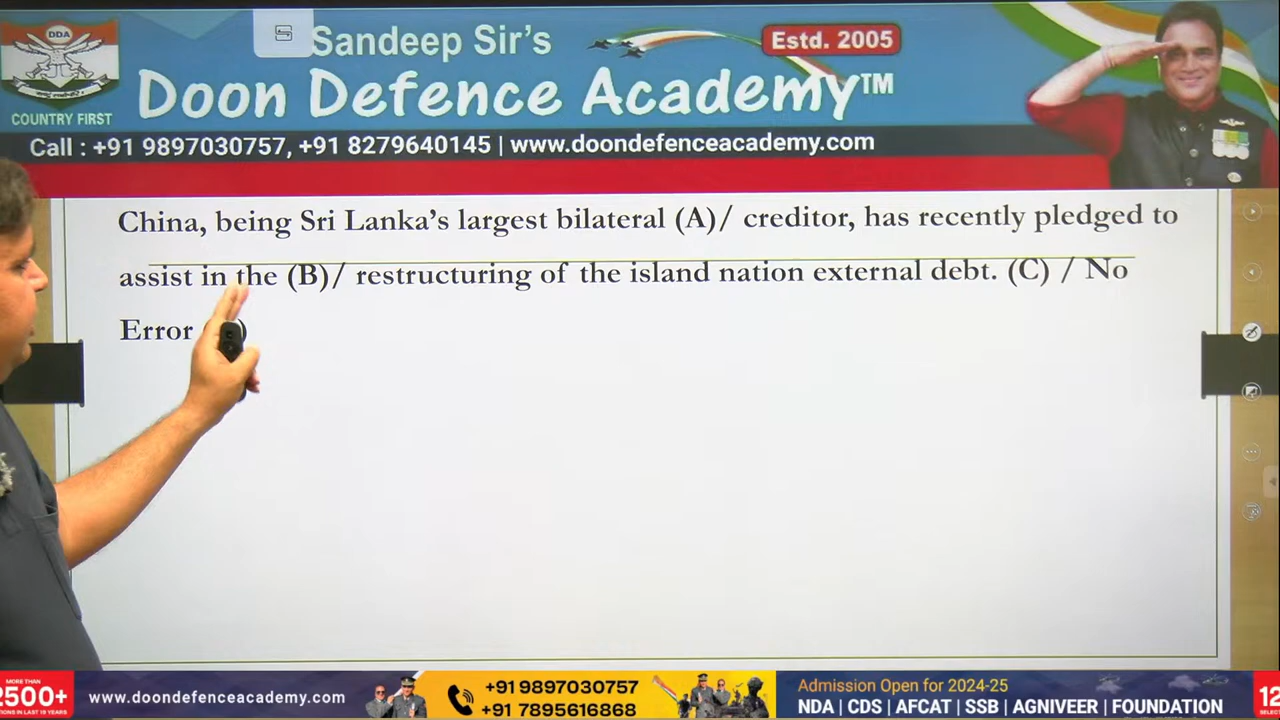 DDA
COUNTRY FIRST
Sandeep Sir's
Estd. 2005
Doon Defence Academy™
Call : +91 9897030757, +91 8279640145 | www.doondefenceacademy.com
China, being Sri Lanka's largest bilateral (A)/ creditor, has recently pledged to
assist in the (B)/ restructuring of the island nation external debt. (C) / No
Error
MORE THAN
2500+
www.doondefenceacademy.com
+91 9897030757
+91 7895616868
Admission Open for 2024-25
NDA | CDS | AFCAT | SSB | AGNIVEER | FOUNDATION
12